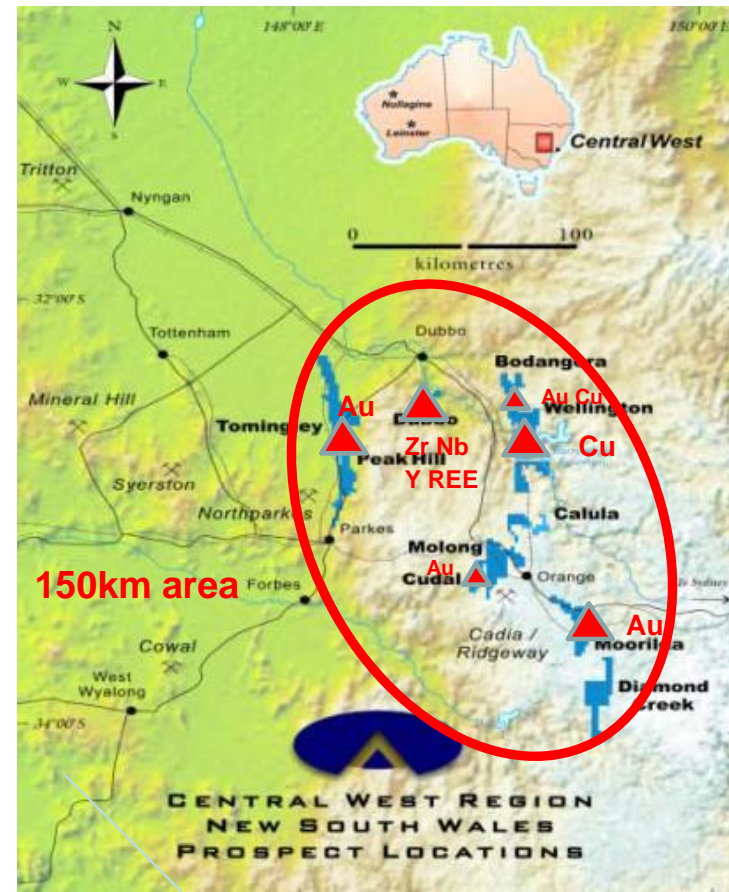 148°00' E
150°00' E
N
W
E
S
Nullagine
Leinster
Central West
Tritton
Nyngan
0
100
kilometres
32°00' S
Tottenham
Dubbo
Bodangora
Mineral Hill
Au
Au Cu
Wellington
Tomingley
Dubbo
Cu
Zr Nb
Peak Hill
Y REE
Syerston
Northparkes
Calula
Parkes
Molong
Au
Cudal
Orange
150km area
Forbes
to Sydney
Cadia /
Ridgeway
Au
Moorilda
Cowal
West
Wyalong
Diamond
Creek
34°00' S
CENTRAL WEST REGION
NEW SOUTH WALES
PROSPECT LOCATIONS